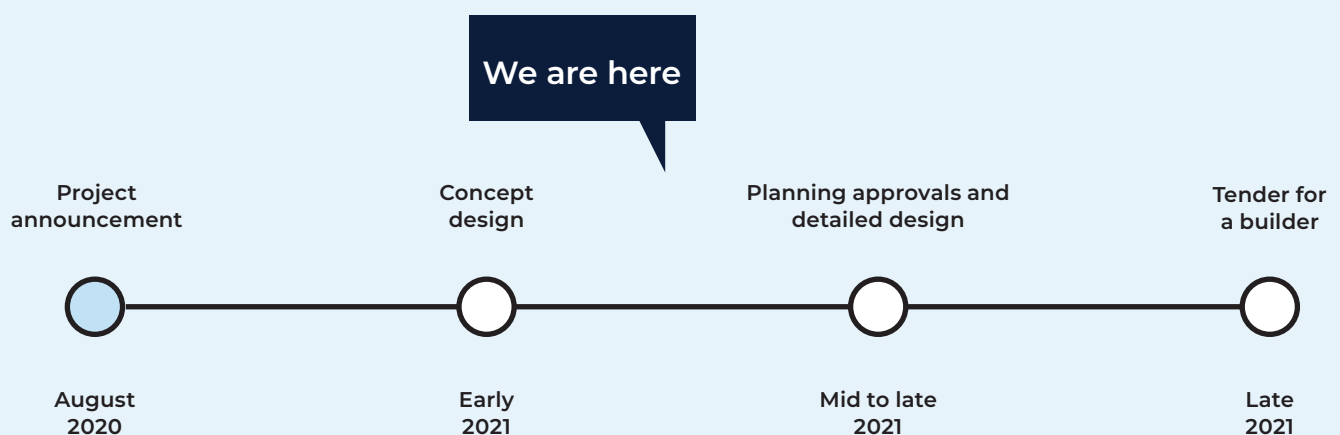 We are here
Project
announcement
Concept
design
Planning approvals and
detailed design
Tender for
a builder
August
2020
Early
2021
Mid to late
2021
Late
2021